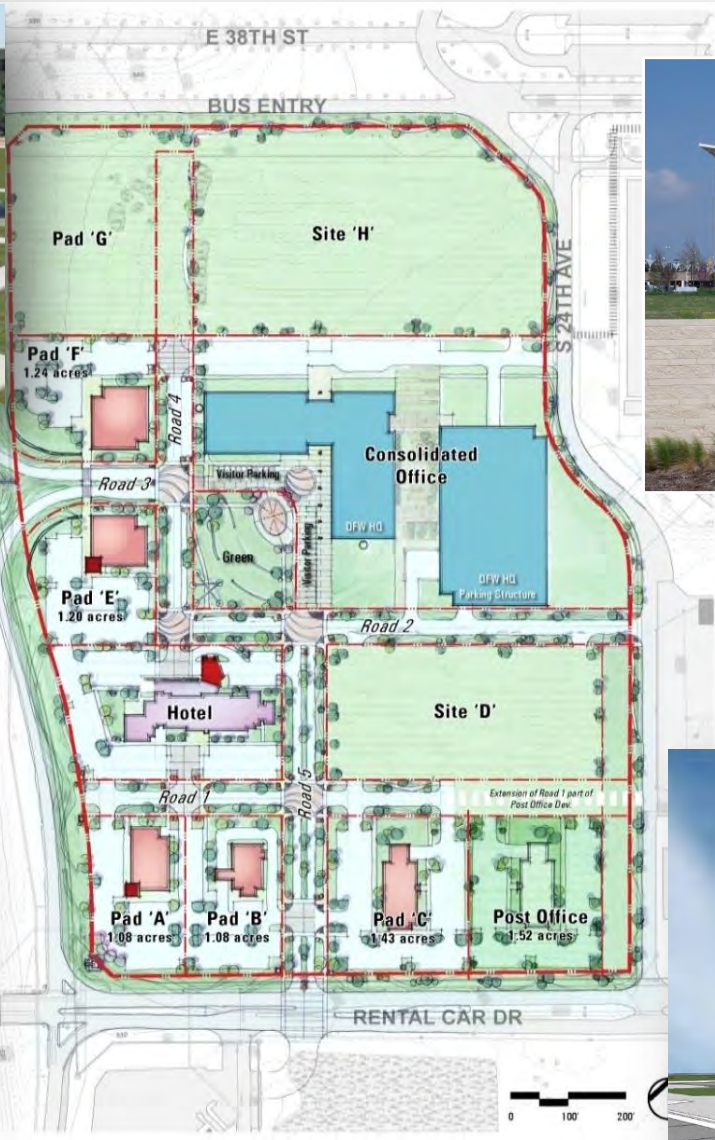 E 38TH ST
BUS ENTRY
Pad 'G'
Site 'H'
S 24TH AVE
Pad 'F'
1.24 acres
Road 4
Consolidated
Office
Road 3
Visitor Parking
DFW HQ
Visitor Parking
Green
DFW HQ
Parking Structure
Pad 'E'
1.20 acres
Road 2
Hotel
Site 'D'
Road 1
Road 5
Extension of Road 1 part of
Post Office Dev.
Pad 'A'
1.08 acres
Pad 'B'
1.08 acres
Pad 'C'
1.43 acres
Post Office
1.52 acres
RENTAL CAR DR
0 100' 200'